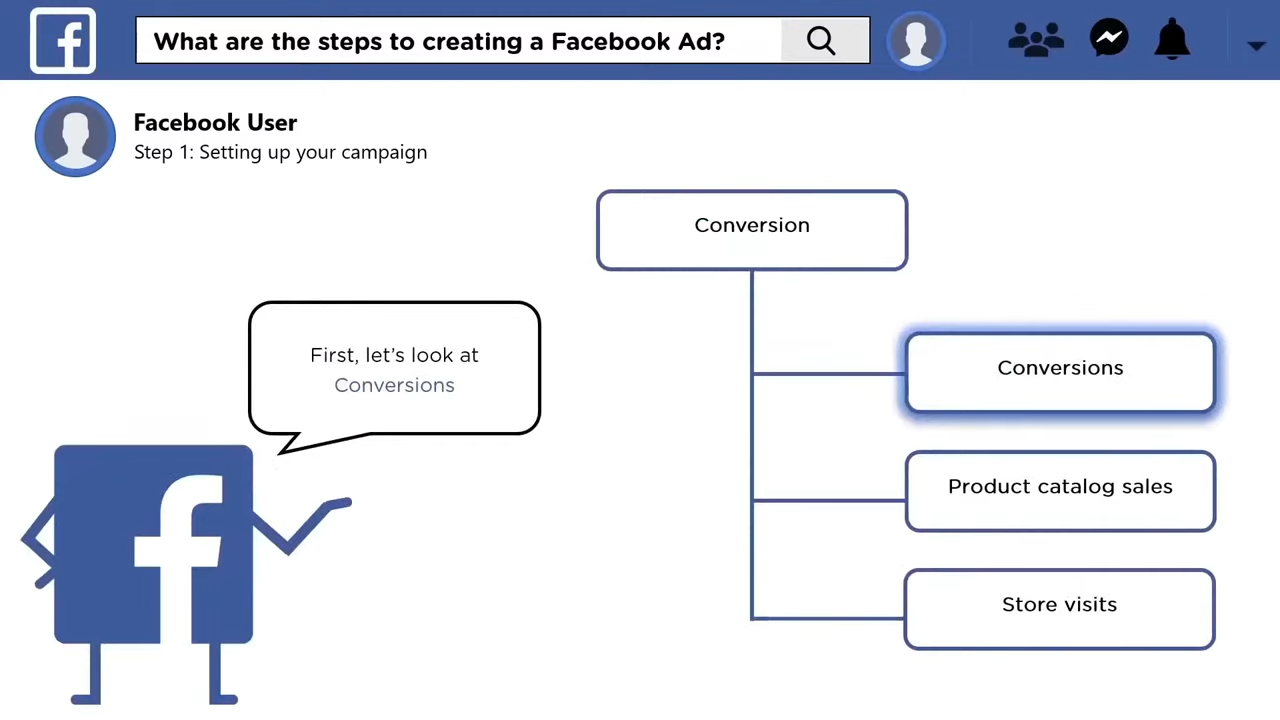 What are the steps to creating a Facebook Ad?
Facebook User
Step 1: Setting up your campaign
Conversion
First, let's look at
Conversions
Conversions
Product catalog sales
Store visits